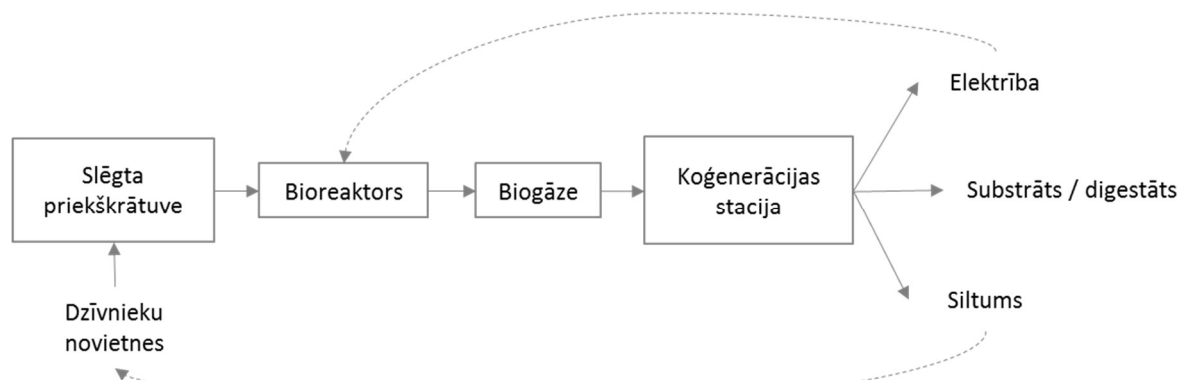 Elektrība
Slēgta
priekškrātuve
Bioreaktors
Biogāze
Koģenerācijas
stacija
Substrāts / digestāts
Siltums
Dzīvnieku
novietnes